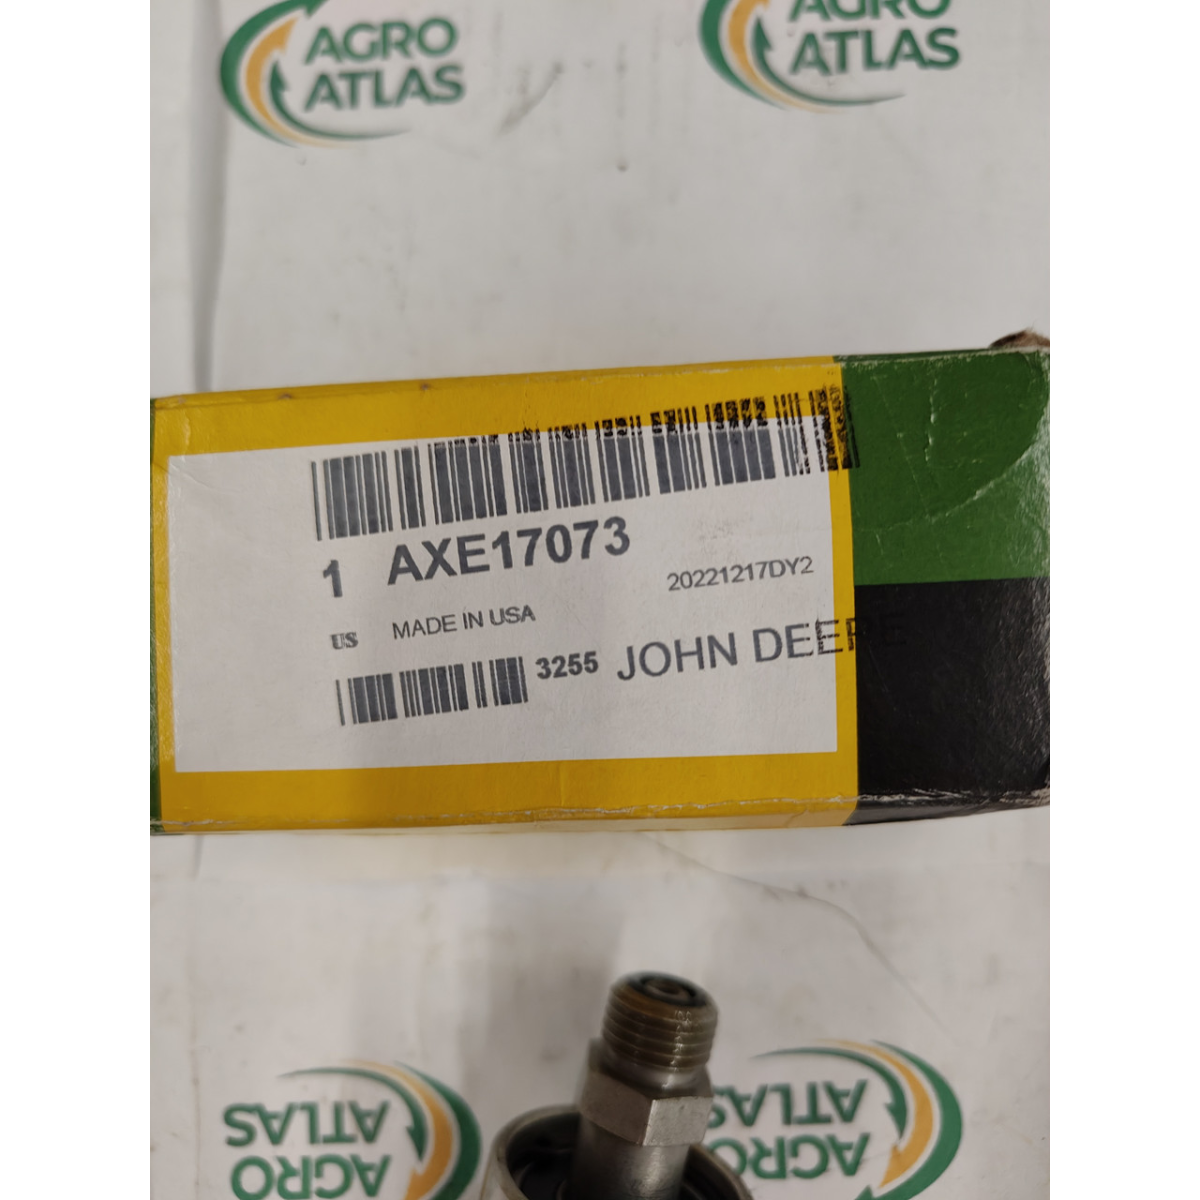 AGRO
ATLAS
AGRO
ATLAS
1 AXE17073
20221217DY2
US MADE IN USA
3255 JOHN DEERE
ATLAS
AGRO
ATLAS
AGRO